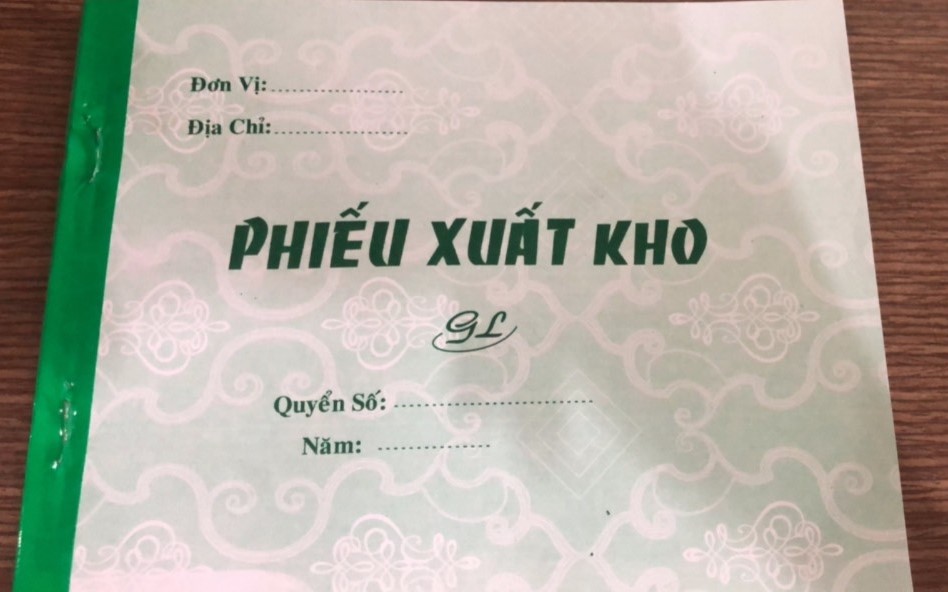 Đơn Vị:......................
Địa Chỉ:......................
PHIẾU XUẤT KHO
GL
Quyển Số:..............................
Năm: .................